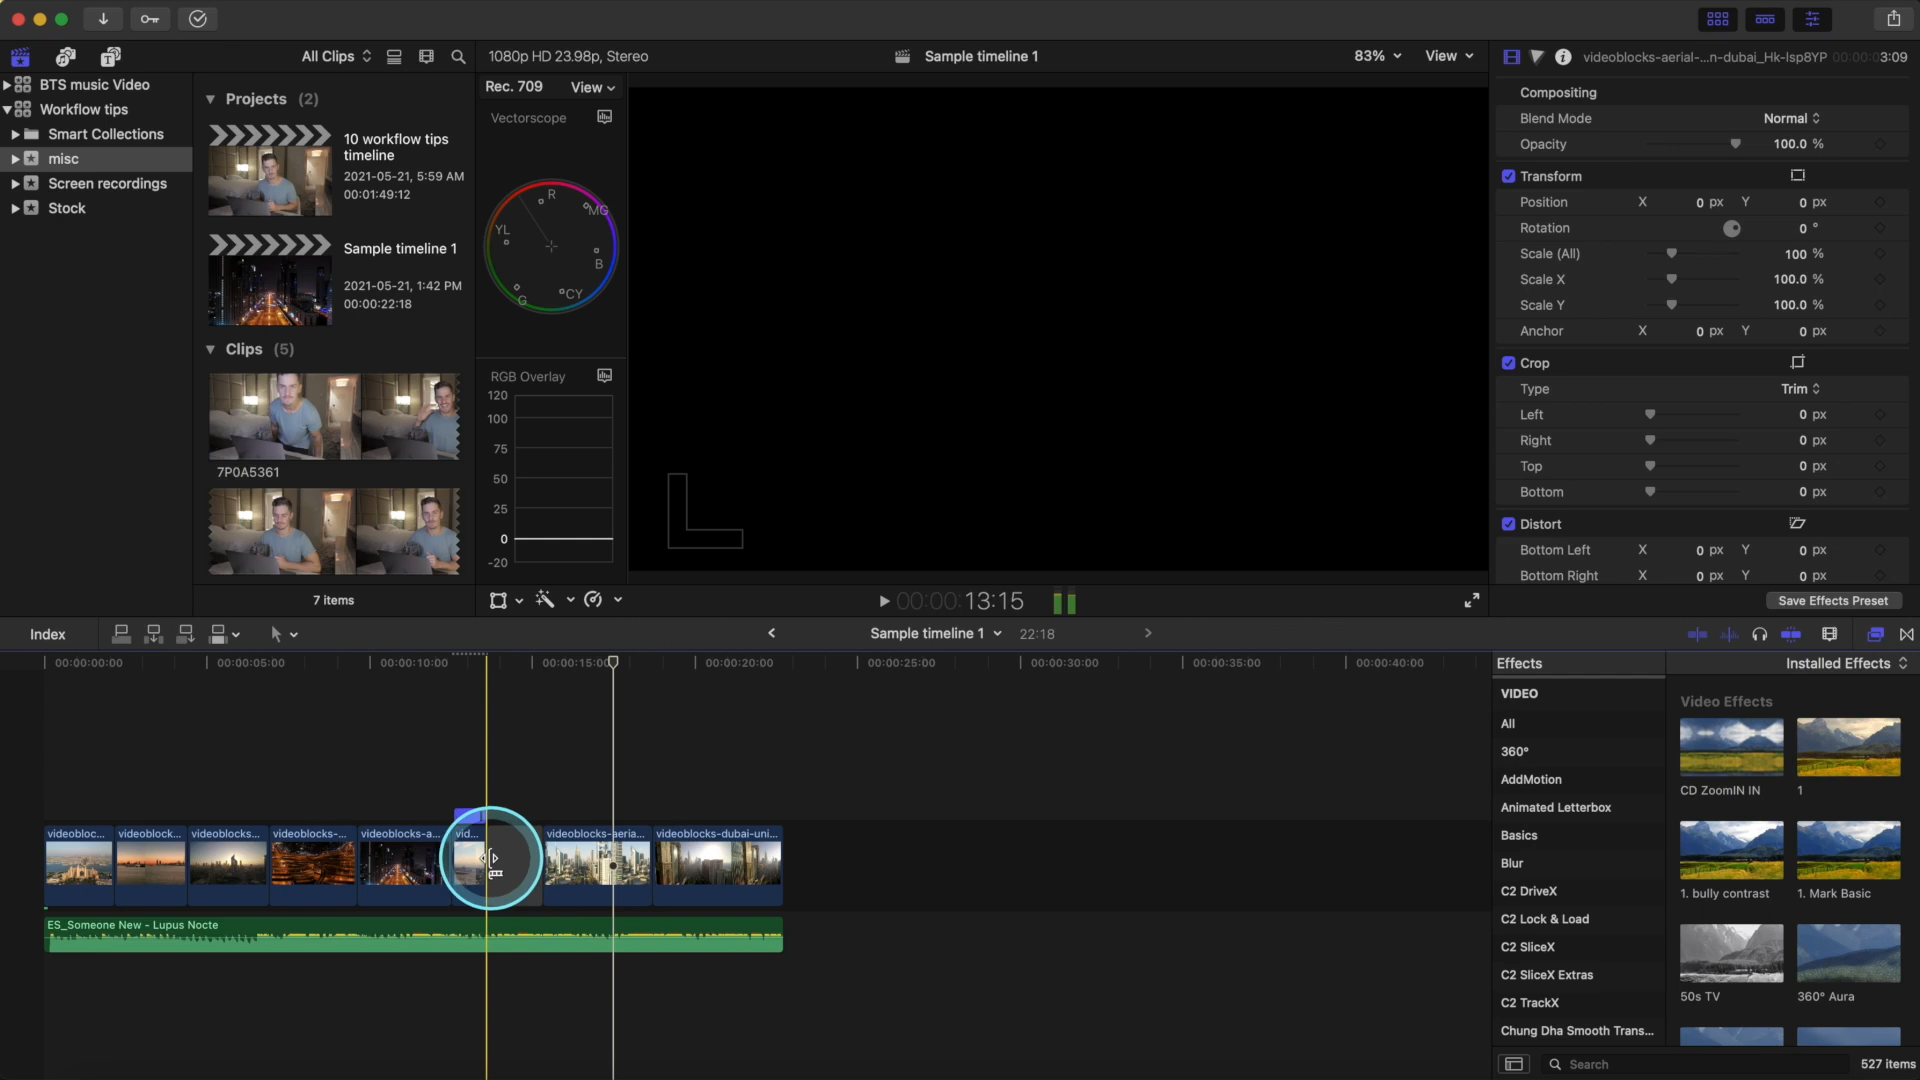 All Clips
1080p HD 23.98p, Stereo
Sample timeline 1
83%
View
videoblocks-aerial-...n-dubai_Hk-lsp8YP
00:00:03:09
BTS music Video
Workflow tips
Smart Collections
misc
Screen recordings
Stock
Projects (2)
10 workflow tips
timeline
2021-05-21, 5:59 AM
00:01:49:12
Sample timeline 1
2021-05-21, 1:42 PM
00:00:22:18
Clips (5)
7P0A5361
7 items
Rec. 709
View
Vectorscope
R
MG
YL
B
G
CY
RGB Overlay
120
100
75
50
25
0
-20
Compositing
Blend Mode
Normal
Opacity
100.0 %
Transform
Position X 0 px Y 0 px
Rotation 0 °
Scale (All) 100 %
Scale X 100.0 %
Scale Y 100.0 %
Anchor X 0 px Y 0 px
Crop
Type Trim
Left 0 px
Right 0 px
Top 0 px
Bottom 0 px
Distort
Bottom Left X 0 px Y 0 px
Bottom Right X 0 px Y 0 px
Save Effects Preset
00:00:13:15
Index
Sample timeline 1
22:18
00:00:00:00
00:00:05:00
00:00:10:00
00:00:15:00
00:00:20:00
00:00:25:00
00:00:30:00
00:00:35:00
00:00:40:00
videobloc...
videoblock...
videoblocks...
videoblocks-...
videoblocks-a...
vid...
videoblocks-aeria...
videoblocks-dubai-uni...
ES_Someone New - Lupus Nocte
Effects
Installed Effects
VIDEO
All
360°
AddMotion
Animated Letterbox
Basics
Blur
C2 DriveX
C2 Lock & Load
C2 SliceX
C2 SliceX Extras
C2 TrackX
Chung Dha Smooth Trans...
Video Effects
CD ZoomIN IN
1
1. bully contrast
1. Mark Basic
50s TV
360° Aura
Search
527 items